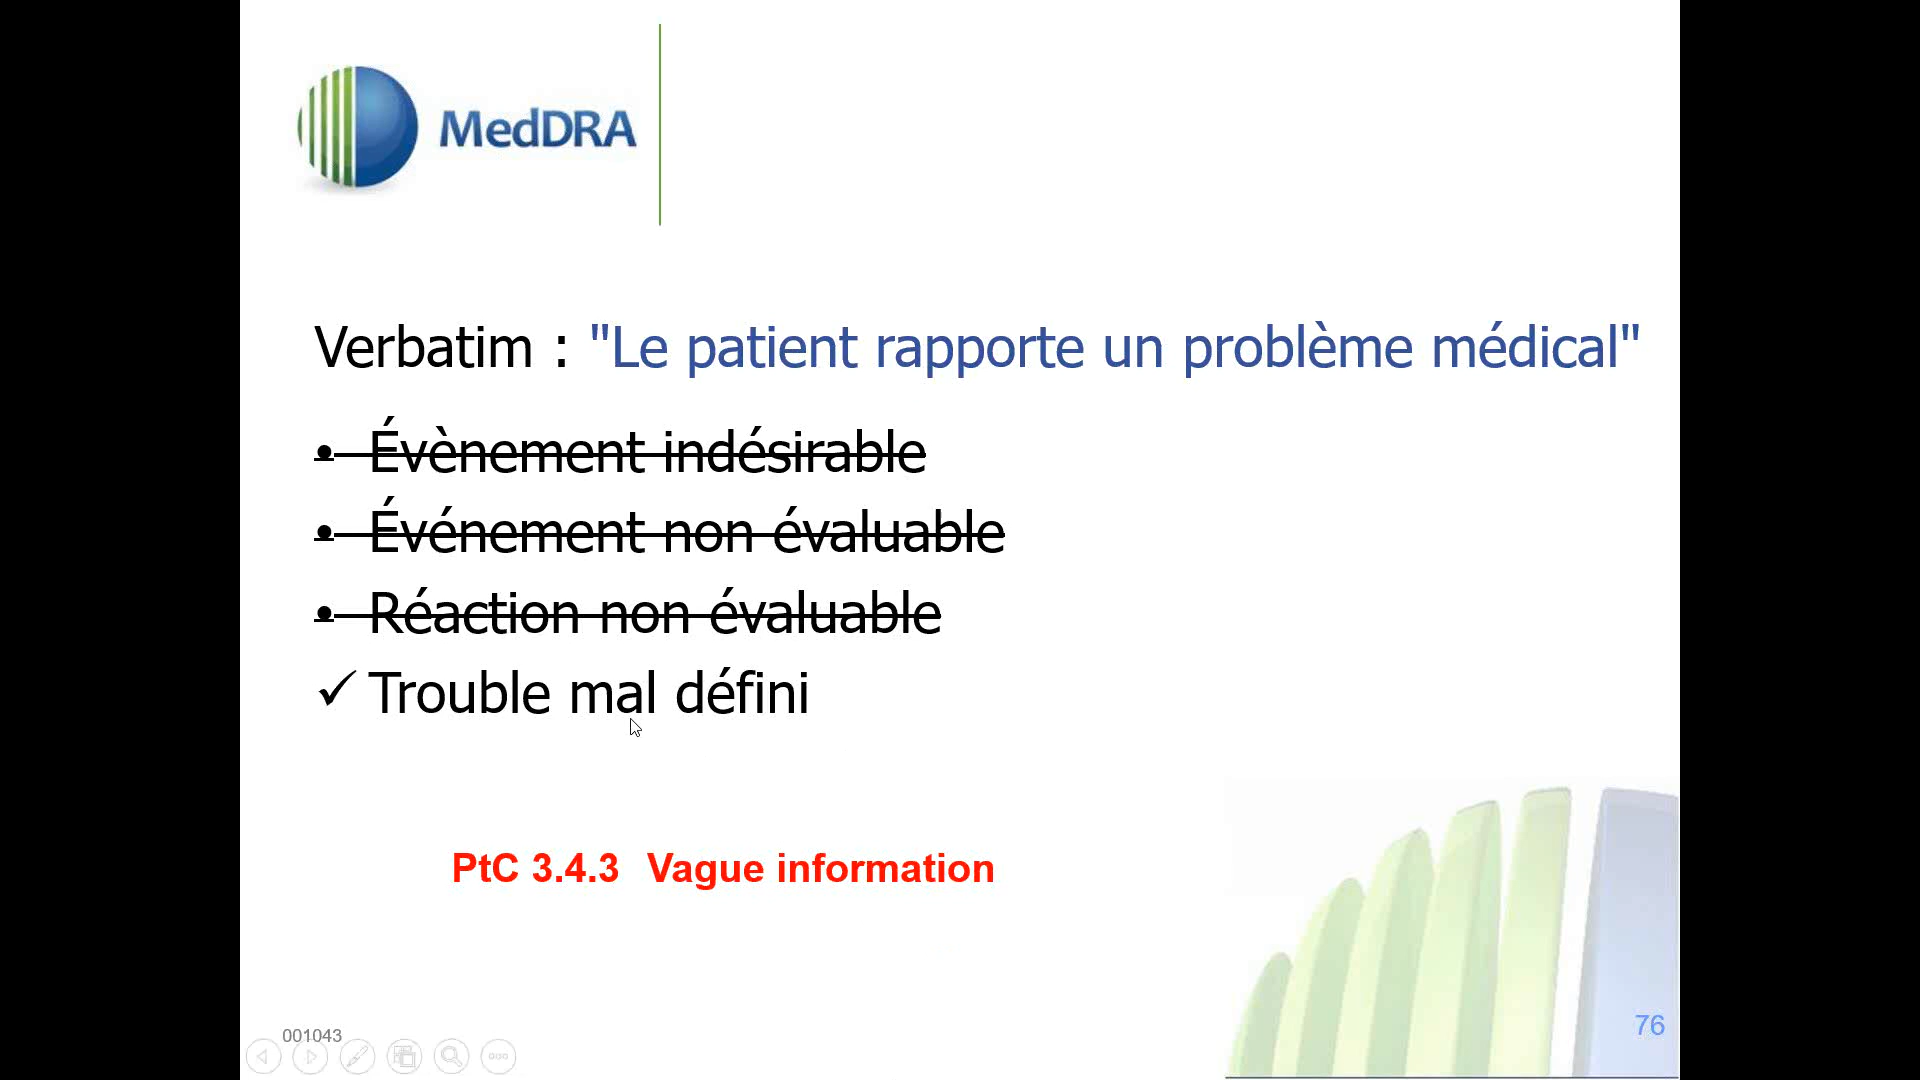 MedDRA
Verbatim : "Le patient rapporte un problème médical"
• Évènement indésirable
• Événement non évaluable
• Réaction non évaluable
✓ Trouble mal défini
PtC 3.4.3 Vague information
001043
76